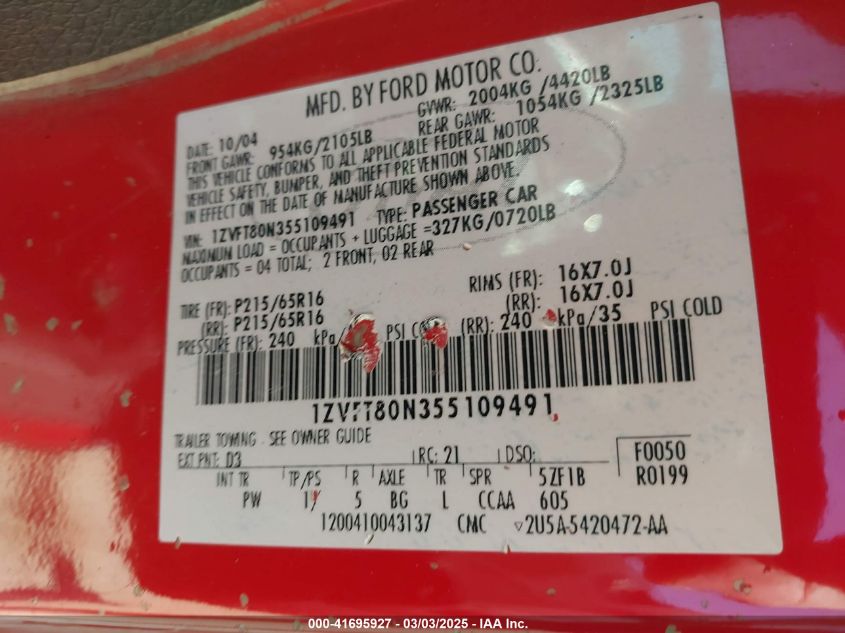 MFD. BY FORD MOTOR CO.
DATE: 10/04 GVWR: 2004KG /4420LB
FRONT GAWR: 954KG/2105LB REAR GAWR: 1054KG /2325LB
THIS VEHICLE CONFORMS TO ALL APPLICABLE FEDERAL MOTOR
VEHICLE SAFETY, BUMPER, AND THEFT PREVENTION STANDARDS
IN EFFECT ON THE DATE OF MANUFACTURE SHOWN ABOVE.
VIN: 1ZVFT80N355109491 TYPE: PASSENGER CAR
MAXIMUM LOAD = OCCUPANTS + LUGGAGE =327KG/0720LB
OCCUPANTS = 04 TOTAL; 2 FRONT, 02 REAR
TIRE (FR): P215/65R16 RIMS (FR): 16X7.0J
(RR): P215/65R16 (RR): 16X7.0J
PRESSURE (FR): 240 kPa/ PSI (RR): 240 kPa/35 PSI COLD
1ZVFT80N355109491
TRAILER TOWING - SEE OWNER GUIDE
EXT PNT: D3 RC: 21 DSO: F0050
INT TR TP/PS R AXLE TR SPR 5ZF1B R0199
PW 5 BG L CCAA 605
1200410043137 CMC ▽2U5A-5420472-AA
000-41695927 - 03/03/2025 - IAA Inc.